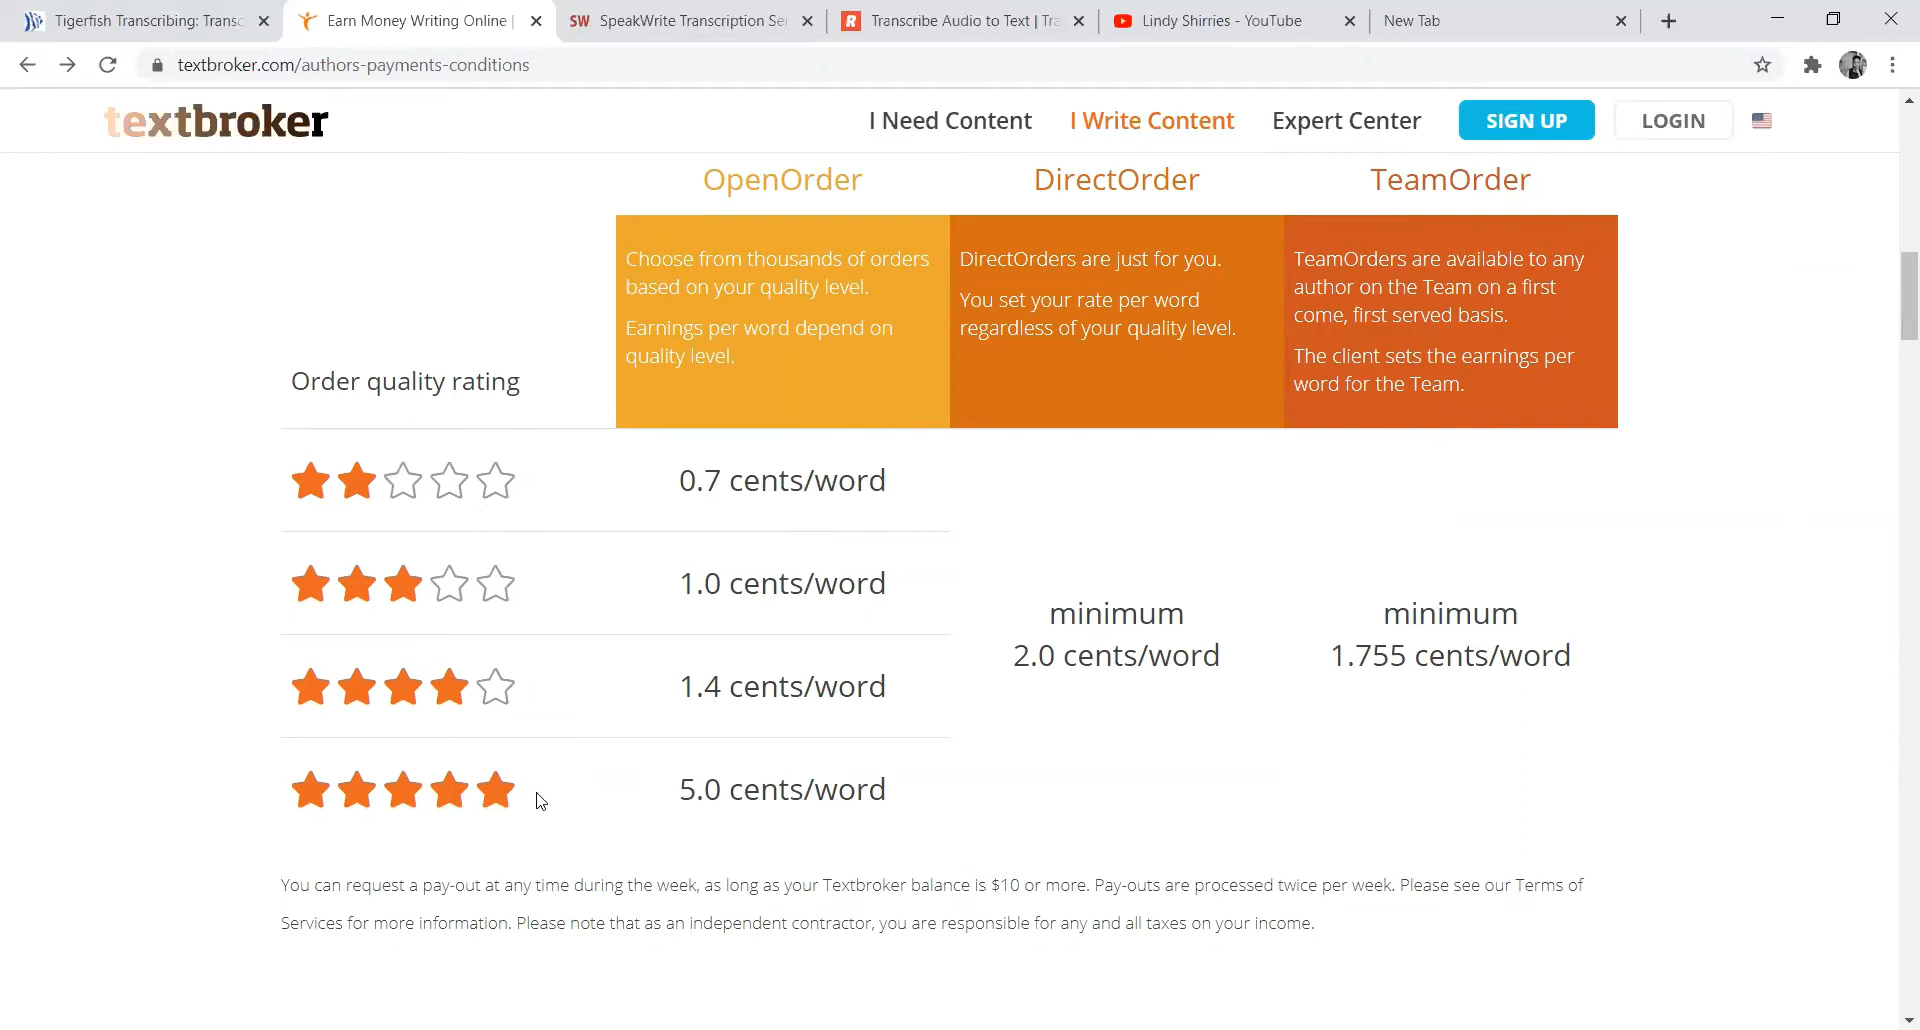 Tigerfish Transcribing: Transc
Earn Money Writing Online |
SW SpeakWrite Transcription Se
R Transcribe Audio to Text | Tra
Lindy Shirries - YouTube
New Tab
textbroker.com/authors-payments-conditions
textbroker
I Need Content
I Write Content
Expert Center
SIGN UP
LOGIN
OpenOrder
DirectOrder
TeamOrder
Choose from thousands of orders
based on your quality level.
Earnings per word depend on
quality level.
DirectOrders are just for you.
You set your rate per word
regardless of your quality level.
TeamOrders are available to any
author on the Team on a first
come, first served basis.
The client sets the earnings per
word for the Team.
Order quality rating
0.7 cents/word
1.0 cents/word
1.4 cents/word
5.0 cents/word
minimum
2.0 cents/word
minimum
1.755 cents/word
You can request a pay-out at any time during the week, as long as your Textbroker balance is $10 or more. Pay-outs are processed twice per week. Please see our Terms of
Services for more information. Please note that as an independent contractor, you are responsible for any and all taxes on your income.